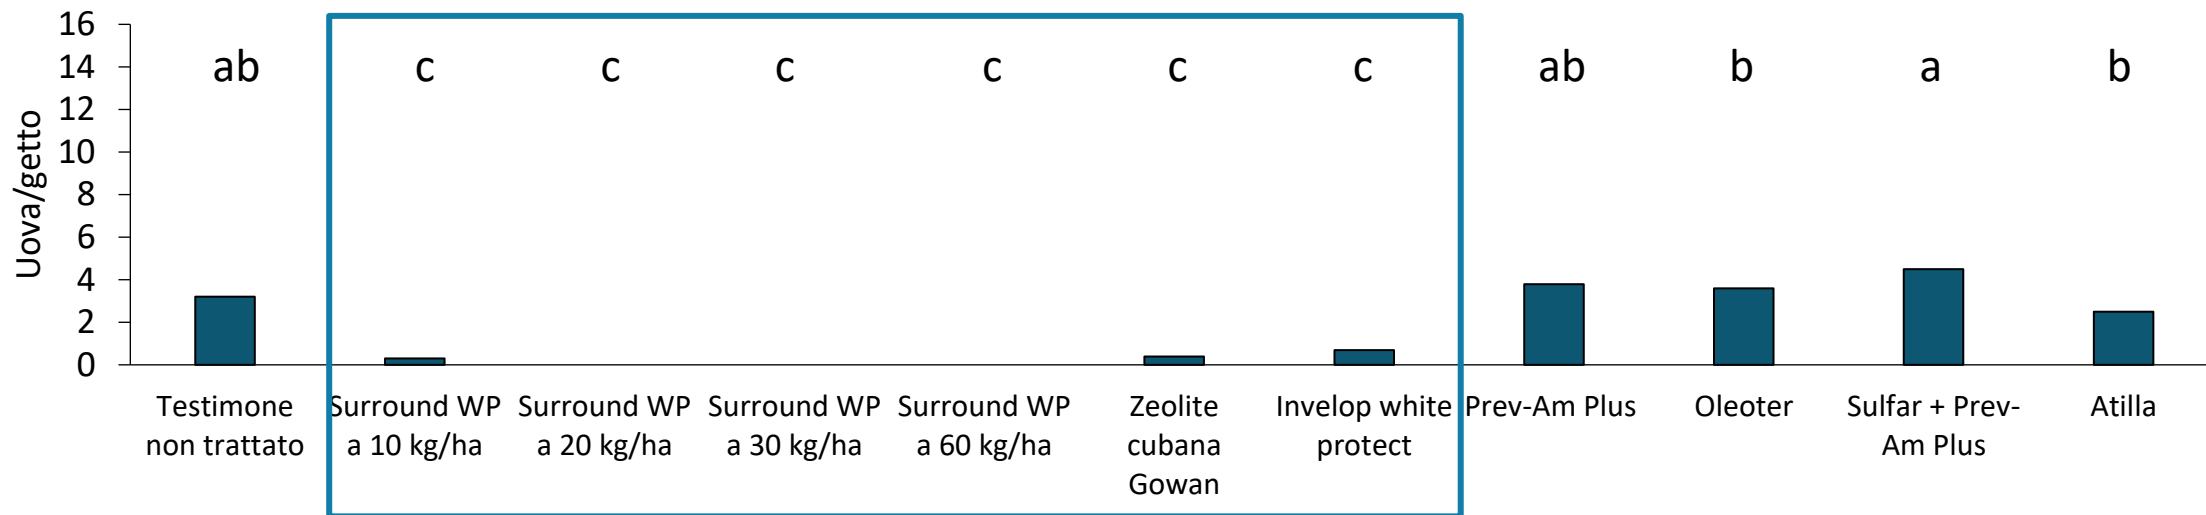 Uova/getto
16
14
12
10
8
6
4
2
0
ab c c c c c c ab b a b
Testimone
non trattato
Surround WP
a 10 kg/ha
Surround WP
a 20 kg/ha
Surround WP
a 30 kg/ha
Surround WP
a 60 kg/ha
Zeolite
cubana
Gowan
Invelop white
protect
Prev-Am Plus
Oleoter
Sulfar + Prev-
Am Plus
Atilla